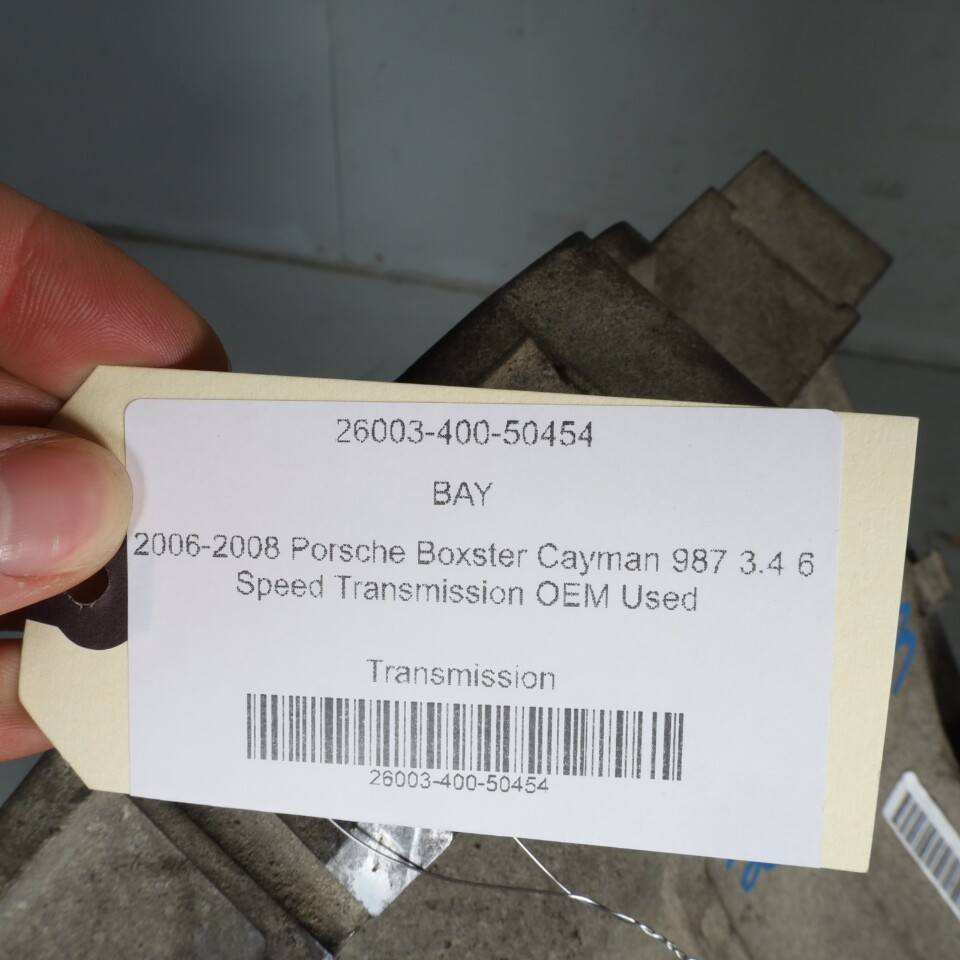 26003-400-50454
BAY
2006-2008 Porsche Boxster Cayman 987 3.4 6
Speed Transmission OEM Used
Transmission
26003-400-50454